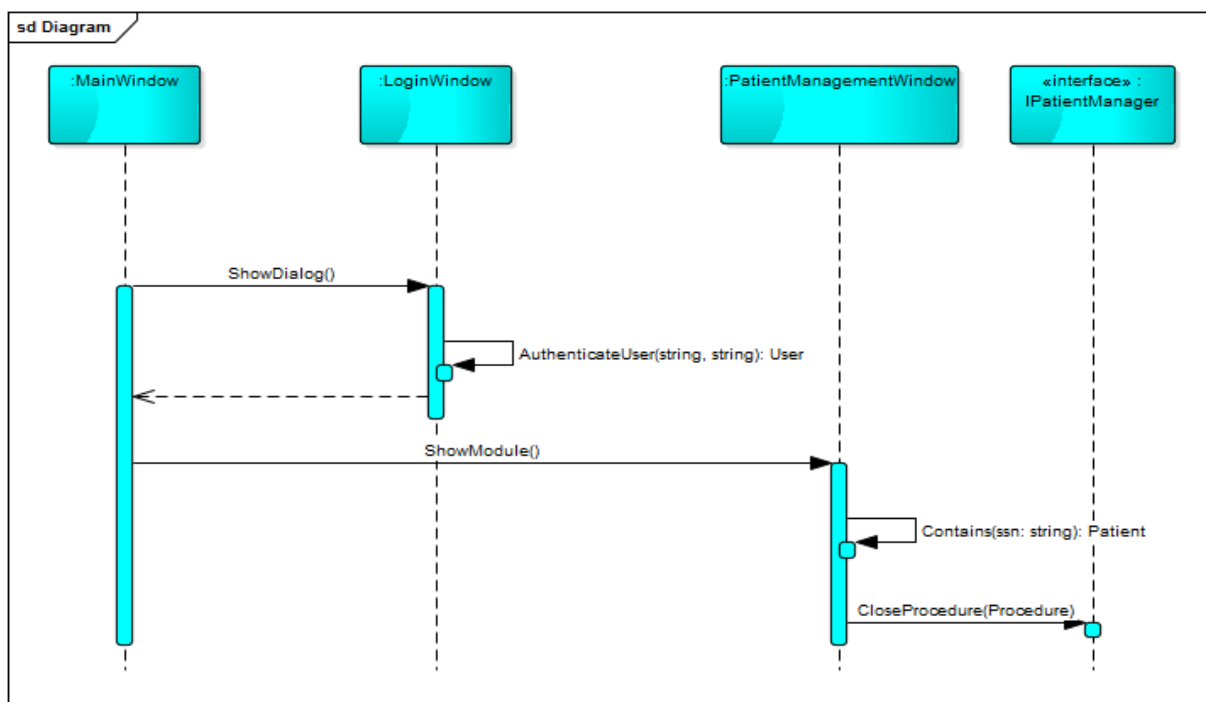 sd Diagram
:MainWindow
:LoginWindow
:PatientManagementWindow
«interface» :
IPatientManager
ShowDialog()
AuthenticateUser(string, string): User
ShowModule()
Contains(ssn: string): Patient
CloseProcedure(Procedure)